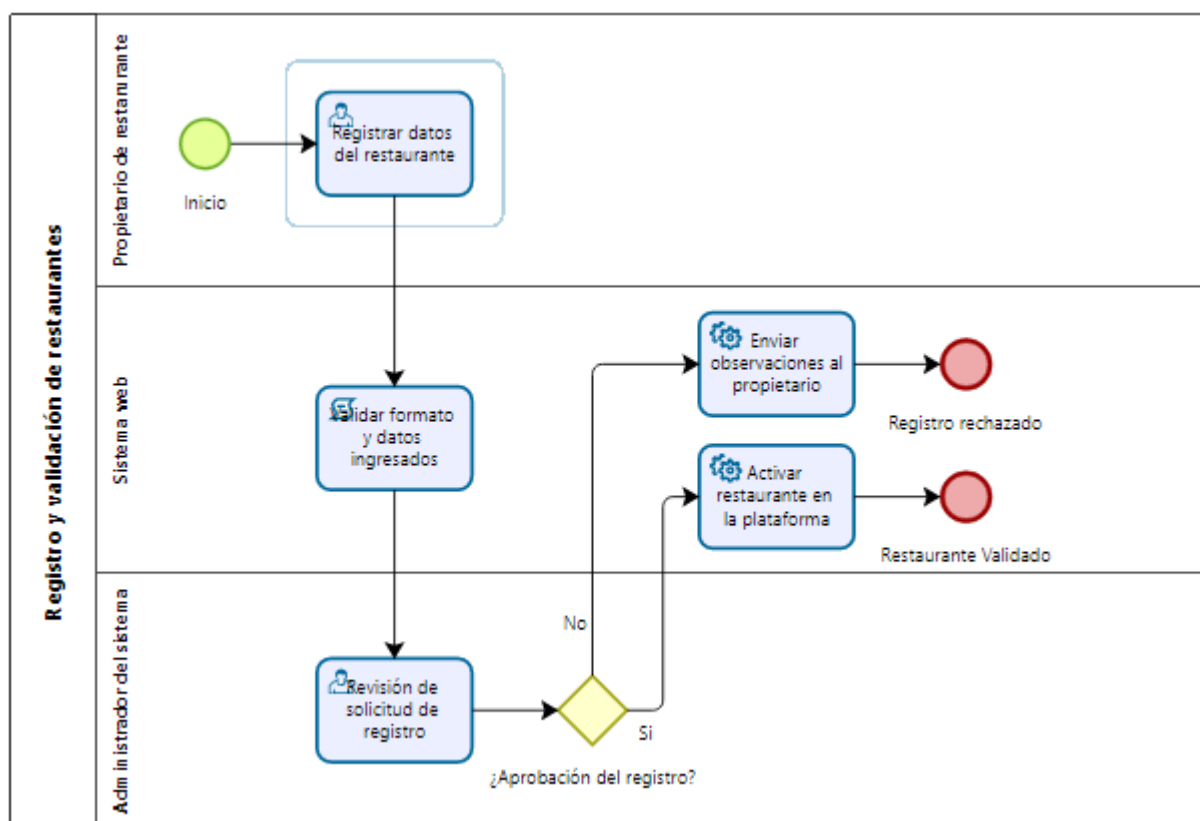 Registro y validación de restaurantes
Propietario de restaurante
Inicio
Registrar datos
del restaurante
Sistema web
Validar formato
y datos
ingresados
Enviar
observaciones al
propietario
Registro rechazado
Activar
restaurante en
la plataforma
Restaurante Validado
Administrador del sistema
Revisión de
solicitud de
registro
No
Si
¿Aprobación del registro?